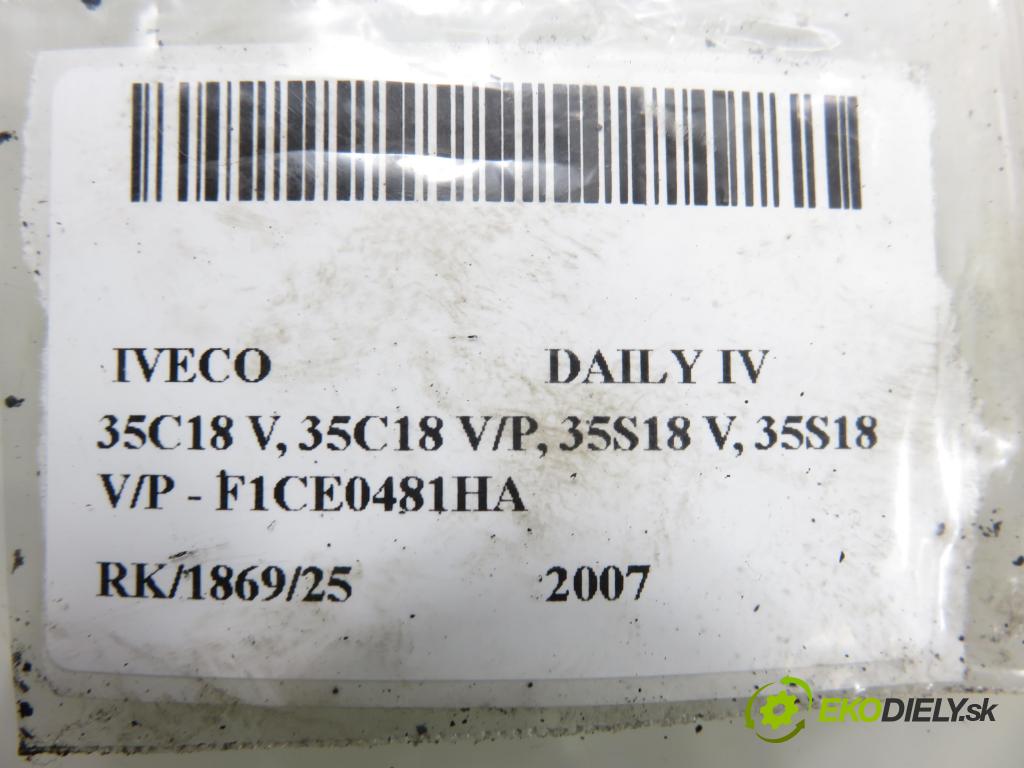 IVECO DAILY IV
35C18 V, 35C18 V/P, 35S18 V, 35S18
V/P - F1CE0481HA
RK/1869/25 2007
EKODIELY.sk